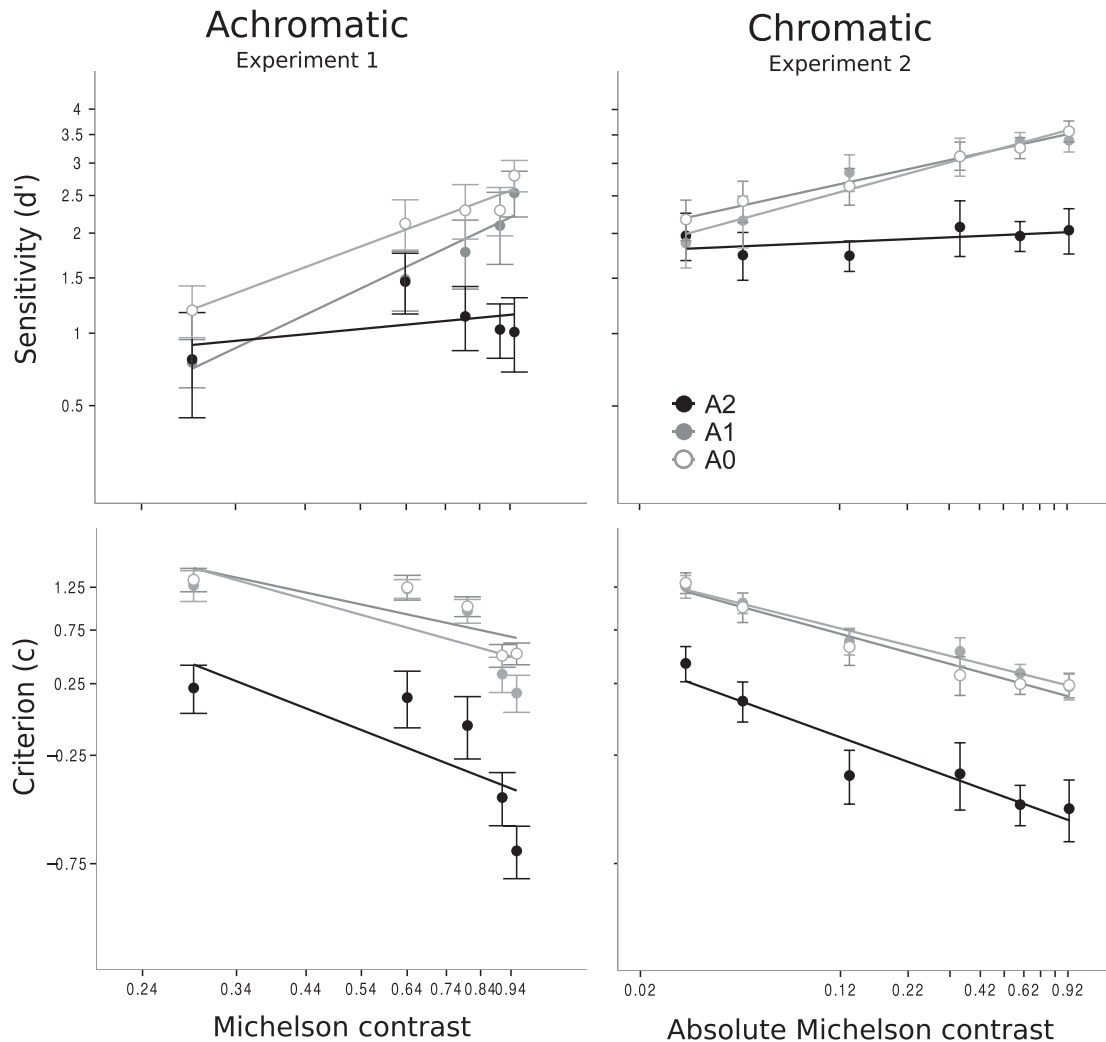 Achromatic
Experiment 1
Chromatic
Experiment 2
Sensitivity (d')
4
3.5
3
2.5
2
1.5
1
0.5
A2
A1
A0
Criterion (c)
1.25
0.75
0.25
−0.25
−0.75
0.24 0.34 0.44 0.54 0.64 0.74 0.84 0.94
Michelson contrast
0.02 0.12 0.22 0.42 0.62 0.92
Absolute Michelson contrast